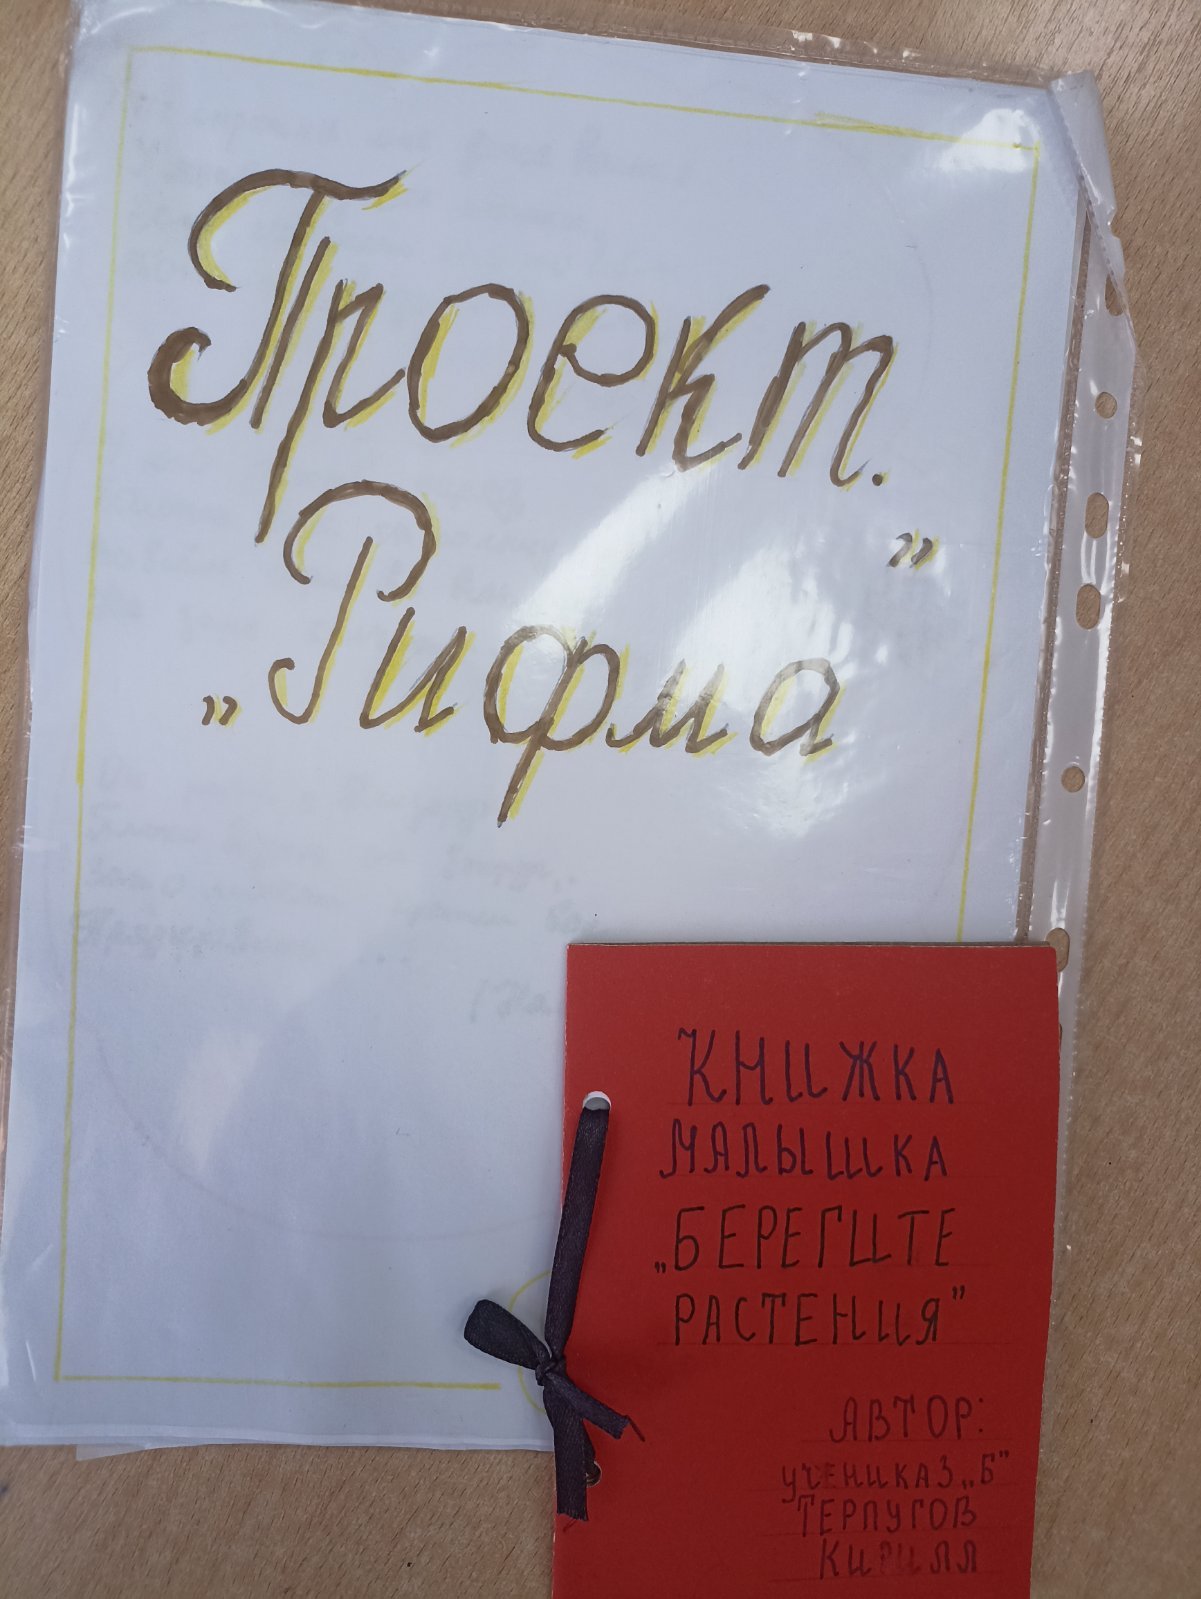 Проект.
„Рифма”
КНИЖКА
МАЛЫШКА
„БЕРЕГИТЕ
РАСТЕНИЯ”
АВТОР:
УЧЕНИКА 3 „Б”
ТЕРПУГОВ
КИРИЛЛ